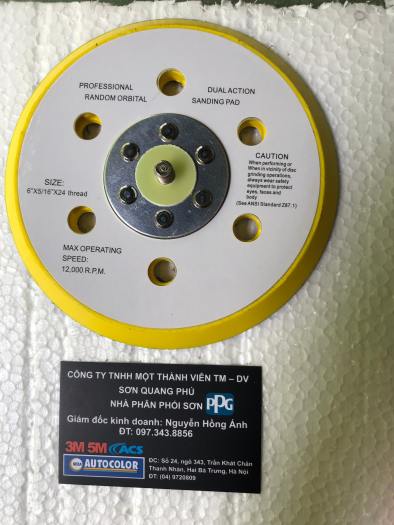 PROFESSIONAL
RANDOM ORBITAL
DUAL ACTION
SANDING PAD
SIZE:
6"X5/16"X24 thread
CAUTION
When performing or
When in vicinity of disc
grinding operations,
always wear safety
equipment to protect
eyes, faces and
body
(See ANSI Standard Z87.1)
MAX OPERATING
SPEED:
12,000 R.P.M.
CÔNG TY TNHH MỘT THÀNH VIÊN TM – DV
SƠN QUANG PHÚ
NHÀ PHÂN PHỐI SƠN PPG
Giám đốc kinh doanh: Nguyễn Hồng Ánh
ĐT: 097.343.8856
3M 5M ACS
AUTOCOLOR
ĐC: Số 24, ngõ 343, Trần Khát Chân
Thanh Nhàn, Hai Bà Trưng, Hà Nội
ĐT: (04) 9720809